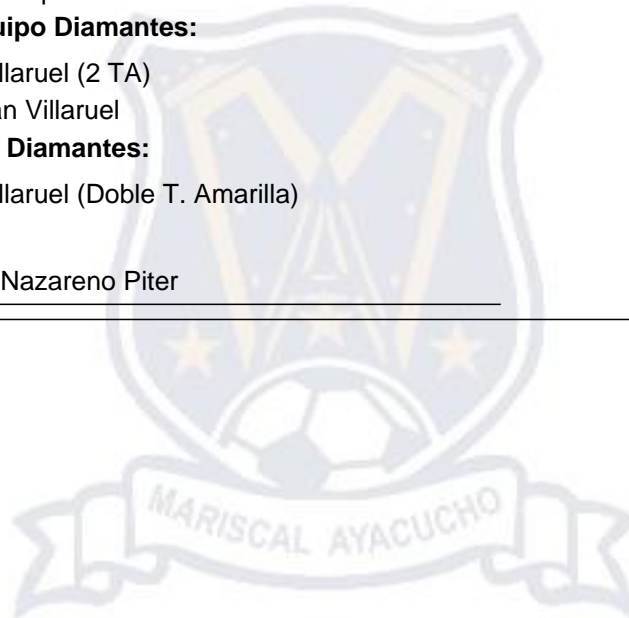 uipo Diamantes:
llaruel (2 TA)
an Villaruel
Diamantes:
llaruel (Doble T. Amarilla)
Nazareno Piter
MARISCAL AYACUCHO